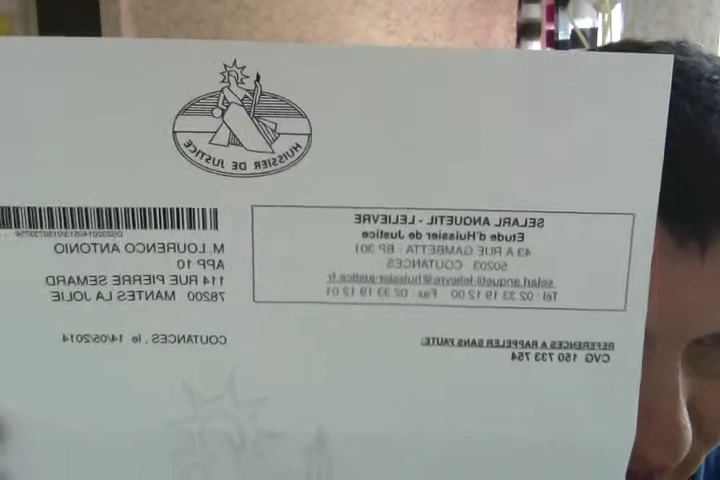 HUISSIER DE JUSTICE
SELARL ANQUETIL - LELIEVRE
Etude d'Huissier de Justice
43 A RUE GAMBETTA - BP 301
50203 COUTANCES
selarl.anquetil-lelievre@huissier-justice.fr
Tel : 02 33 19 12 00 Fax : 02 33 19 12 01
M. LOURENCO ANTONIO
APP 10
114 RUE PIERRE SEMARD
78200 MANTES LA JOLIE
REFERENCES A RAPPELER SANS FAUTE:
CVG 150 733 754
COUTANCES, le 14/05/2014